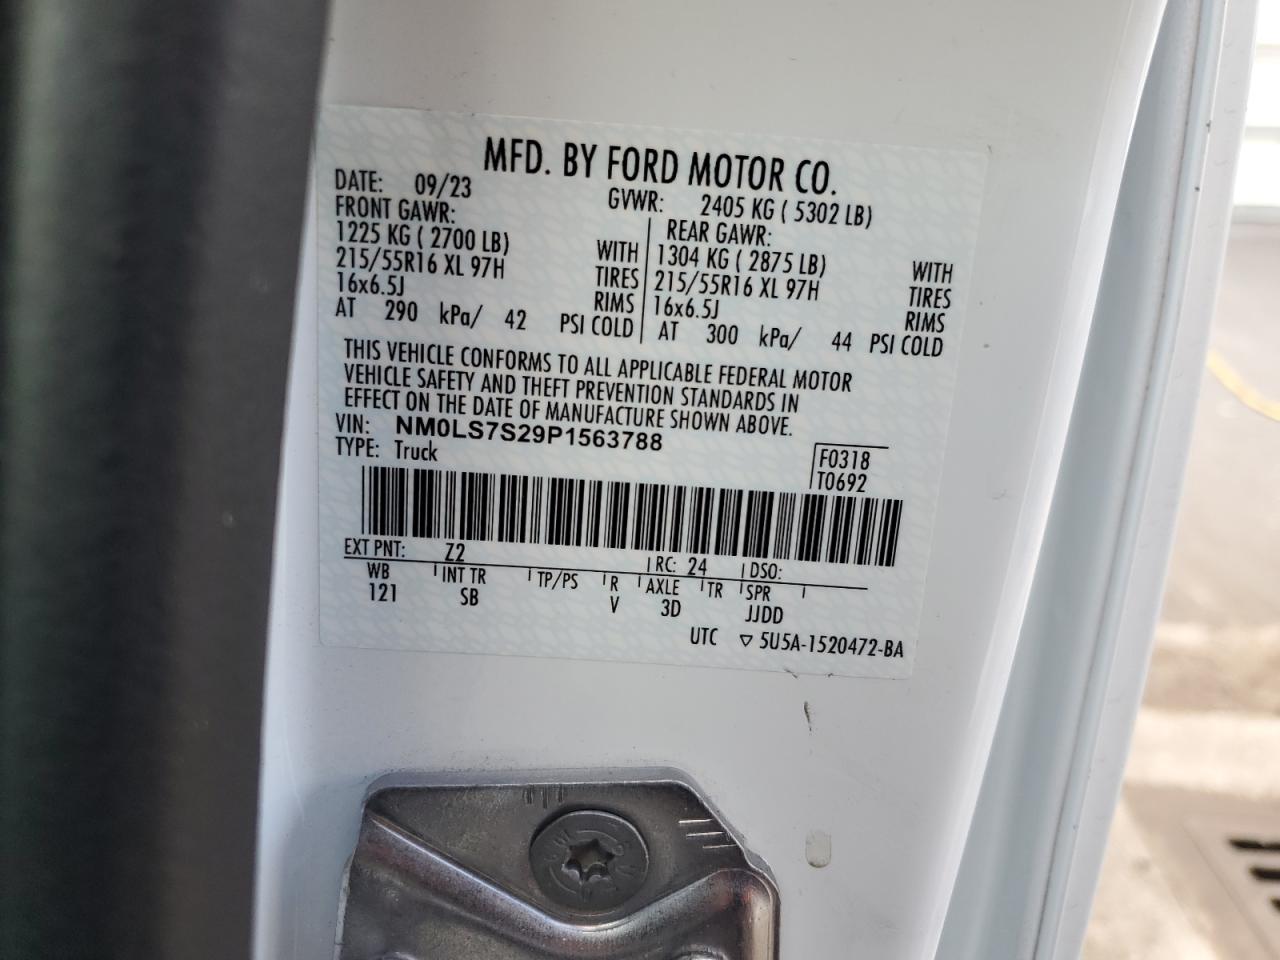 MFD. BY FORD MOTOR CO.
DATE: 09/23 GVWR: 2405 KG ( 5302 LB)
FRONT GAWR: REAR GAWR:
1225 KG ( 2700 LB) WITH 1304 KG ( 2875 LB) WITH
215/55R16 XL 97H TIRES 215/55R16 XL 97H TIRES
16x6.5J RIMS 16x6.5J RIMS
AT 290 kPa/ 42 PSI COLD AT 300 kPa/ 44 PSI COLD
THIS VEHICLE CONFORMS TO ALL APPLICABLE FEDERAL MOTOR
VEHICLE SAFETY AND THEFT PREVENTION STANDARDS IN
EFFECT ON THE DATE OF MANUFACTURE SHOWN ABOVE.
VIN: NM0LS7S29P1563788
TYPE: Truck
F0318
T0692
EXT PNT: Z2 RC: 24 DSO:
WB INT TR TP/PS R AXLE TR SPR
121 SB V 3D JJDD
UTC ▽ 5U5A-1520472-BA